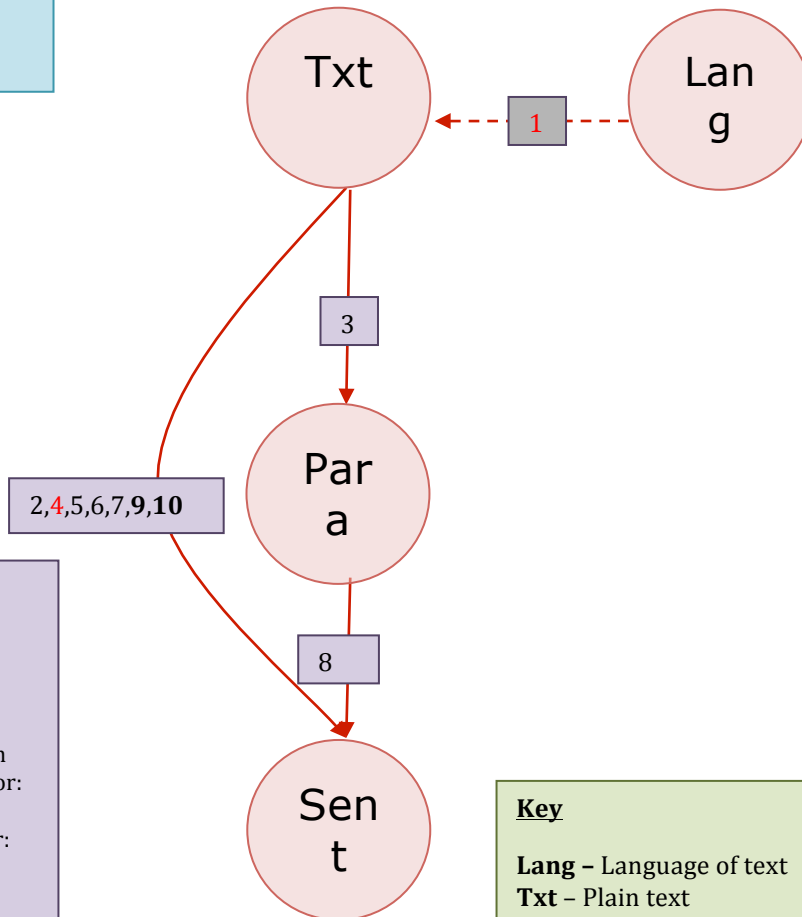 Txt
Lan
g
1
3
Par
a
2,4,5,6,7,9,10
8
or:
Sen
t
Key
Lang – Language of text
Txt – Plain text